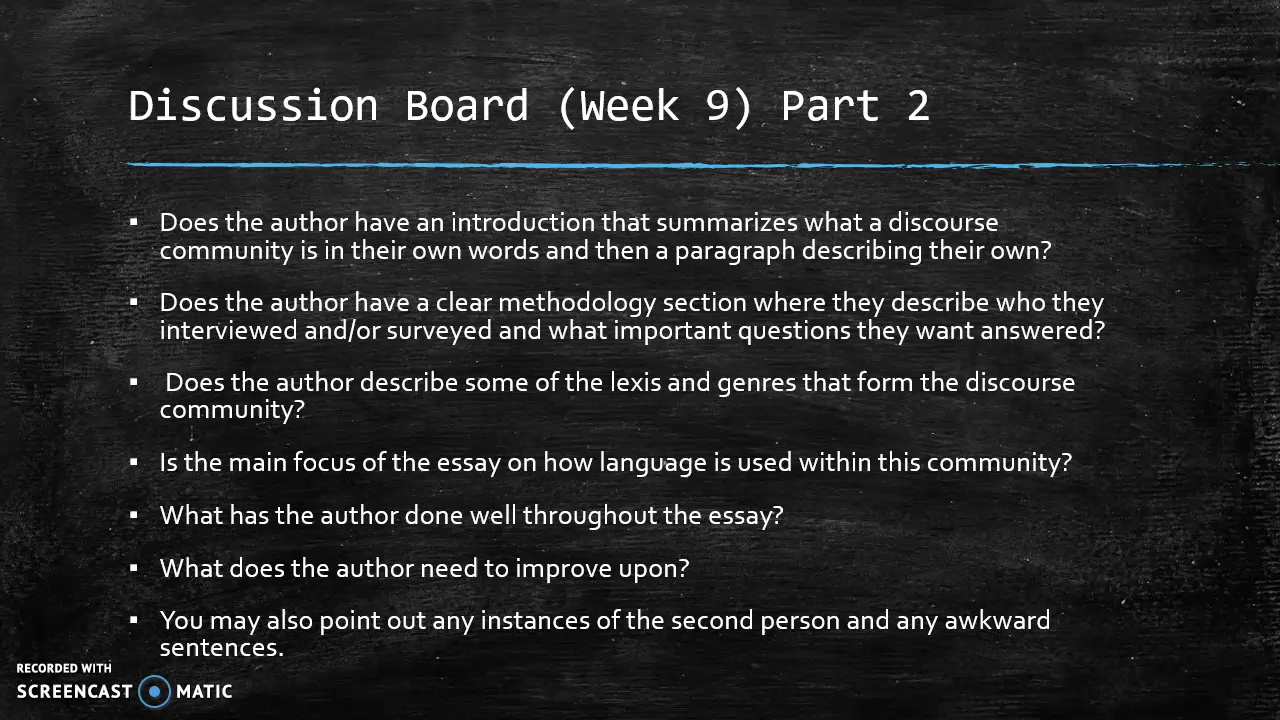 Discussion Board (Week 9) Part 2
▪ Does the author have an introduction that summarizes what a discourse
community is in their own words and then a paragraph describing their own?
▪ Does the author have a clear methodology section where they describe who they
interviewed and/or surveyed and what important questions they want answered?
▪ Does the author describe some of the lexis and genres that form the discourse
community?
▪ Is the main focus of the essay on how language is used within this community?
▪ What has the author done well throughout the essay?
▪ What does the author need to improve upon?
▪ You may also point out any instances of the second person and any awkward
sentences.
RECORDED WITH
SCREENCAST MATIC